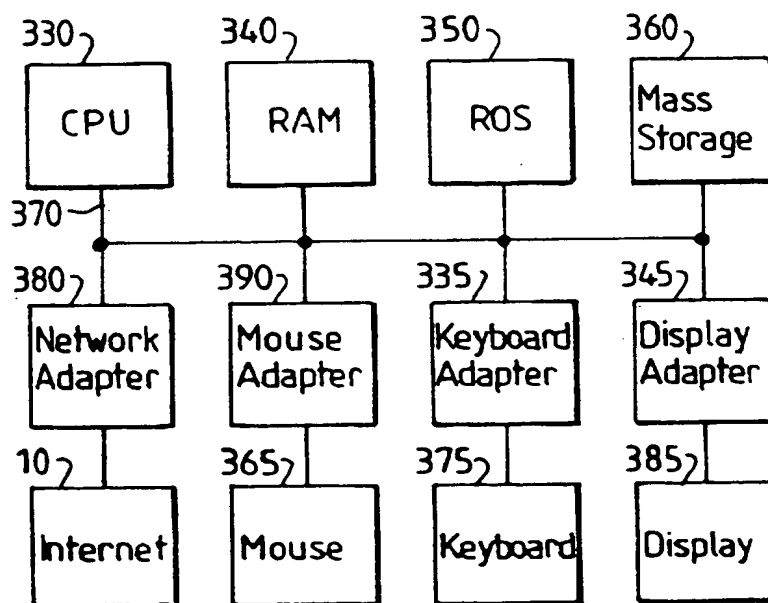 330 340 350 360
CPU RAM ROS Mass
Storage
370
380 390 335 345
Network Mouse Keyboard Display
Adapter Adapter Adapter Adapter
10 365 375 385
Internet Mouse Keyboard Display